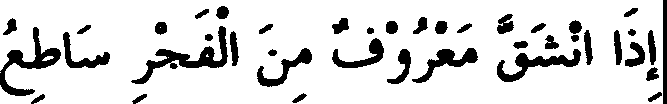 إِذَا انْشَقَّ مَعْرُوْفٌ مِنَ الْفَجْرِ سَاطِعُ